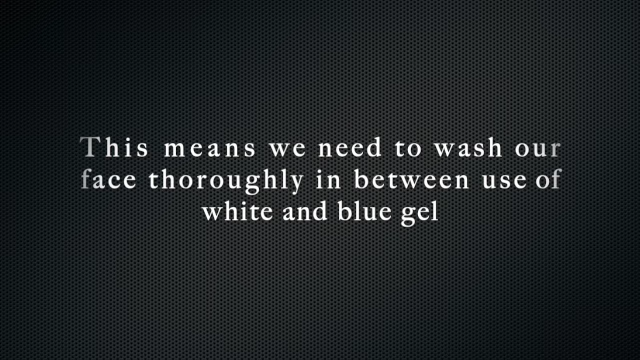 This means we need to wash our
face thoroughly in between use of
white and blue gel